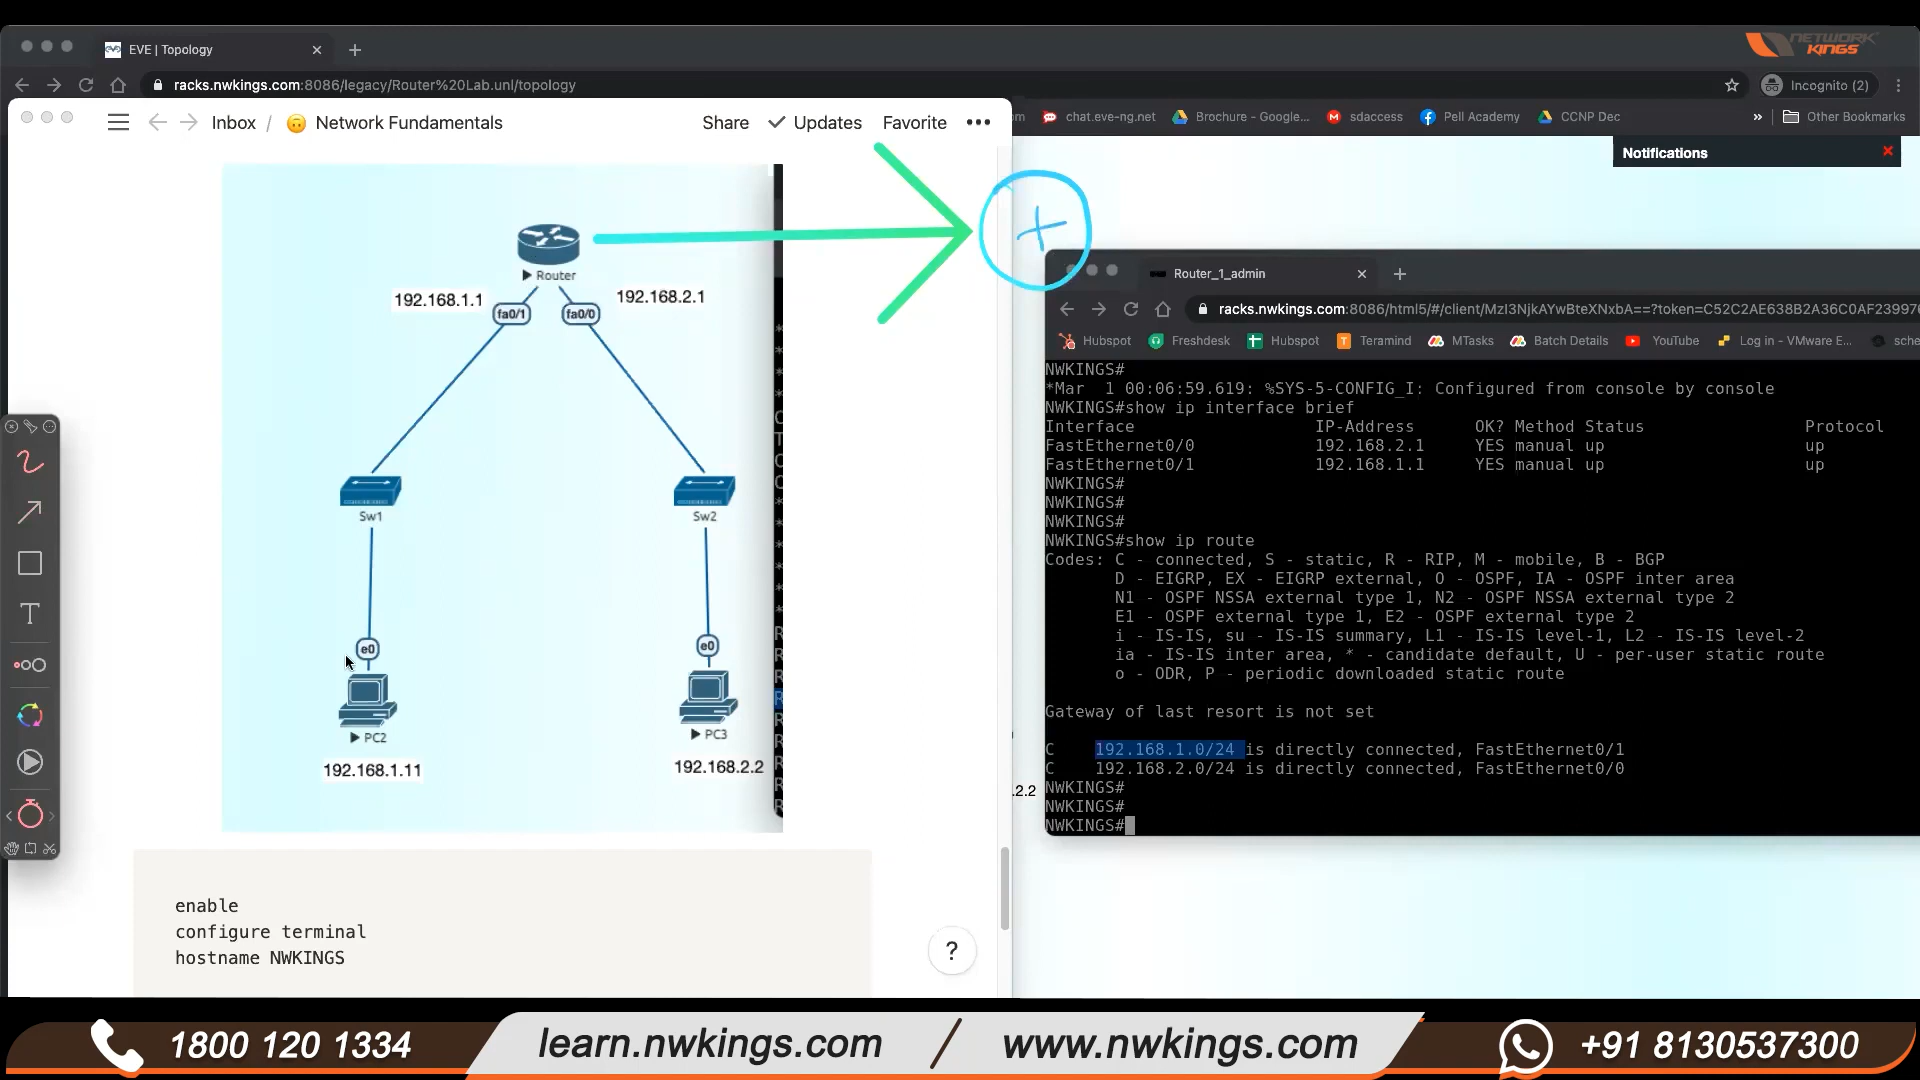 EVE | Topology
NETWORK
KINGS
racks.nwkings.com:8086/legacy/Router%20Lab.unl/topology
Incognito (2)
chat.eve-ng.net
Brochure - Google...
sdaccess
Pell Academy
CCNP Dec
»
Other Bookmarks
Inbox / Network Fundamentals
Share
Updates
Favorite
Notifications
Router
192.168.1.1
192.168.2.1
fa0/1
fa0/0
Sw1
Sw2
e0
e0
PC2
PC3
192.168.1.11
192.168.2.2
enable
configure terminal
hostname NWKINGS
?
.2.2
Router_1_admin
racks.nwkings.com:8086/html5/#/client/MzI3NjkAYwBteXNxbA==?token=C52C2AE638B2A36C0AF23997
Hubspot
Freshdesk
Hubspot
Teramind
MTasks
Batch Details
YouTube
Log in - VMware E...
sche
NWKINGS#
*Mar  1 00:06:59.619: %SYS-5-CONFIG_I: Configured from console by console
NWKINGS#show ip interface brief
Interface IP-Address OK? Method Status Protocol
FastEthernet0/0 192.168.2.1 YES manual up up
FastEthernet0/1 192.168.1.1 YES manual up up
NWKINGS#
NWKINGS#
NWKINGS#
NWKINGS#show ip route
Codes: C - connected, S - static, R - RIP, M - mobile, B - BGP
D - EIGRP, EX - EIGRP external, O - OSPF, IA - OSPF inter area
N1 - OSPF NSSA external type 1, N2 - OSPF NSSA external type 2
E1 - OSPF external type 1, E2 - OSPF external type 2
i - IS-IS, su - IS-IS summary, L1 - IS-IS level-1, L2 - IS-IS level-2
ia - IS-IS inter area, * - candidate default, U - per-user static route
o - ODR, P - periodic downloaded static route
Gateway of last resort is not set
C 192.168.1.0/24 is directly connected, FastEthernet0/1
C 192.168.2.0/24 is directly connected, FastEthernet0/0
NWKINGS#
NWKINGS#
NWKINGS#
1800 120 1334
learn.nwkings.com / www.nwkings.com
+91 8130537300